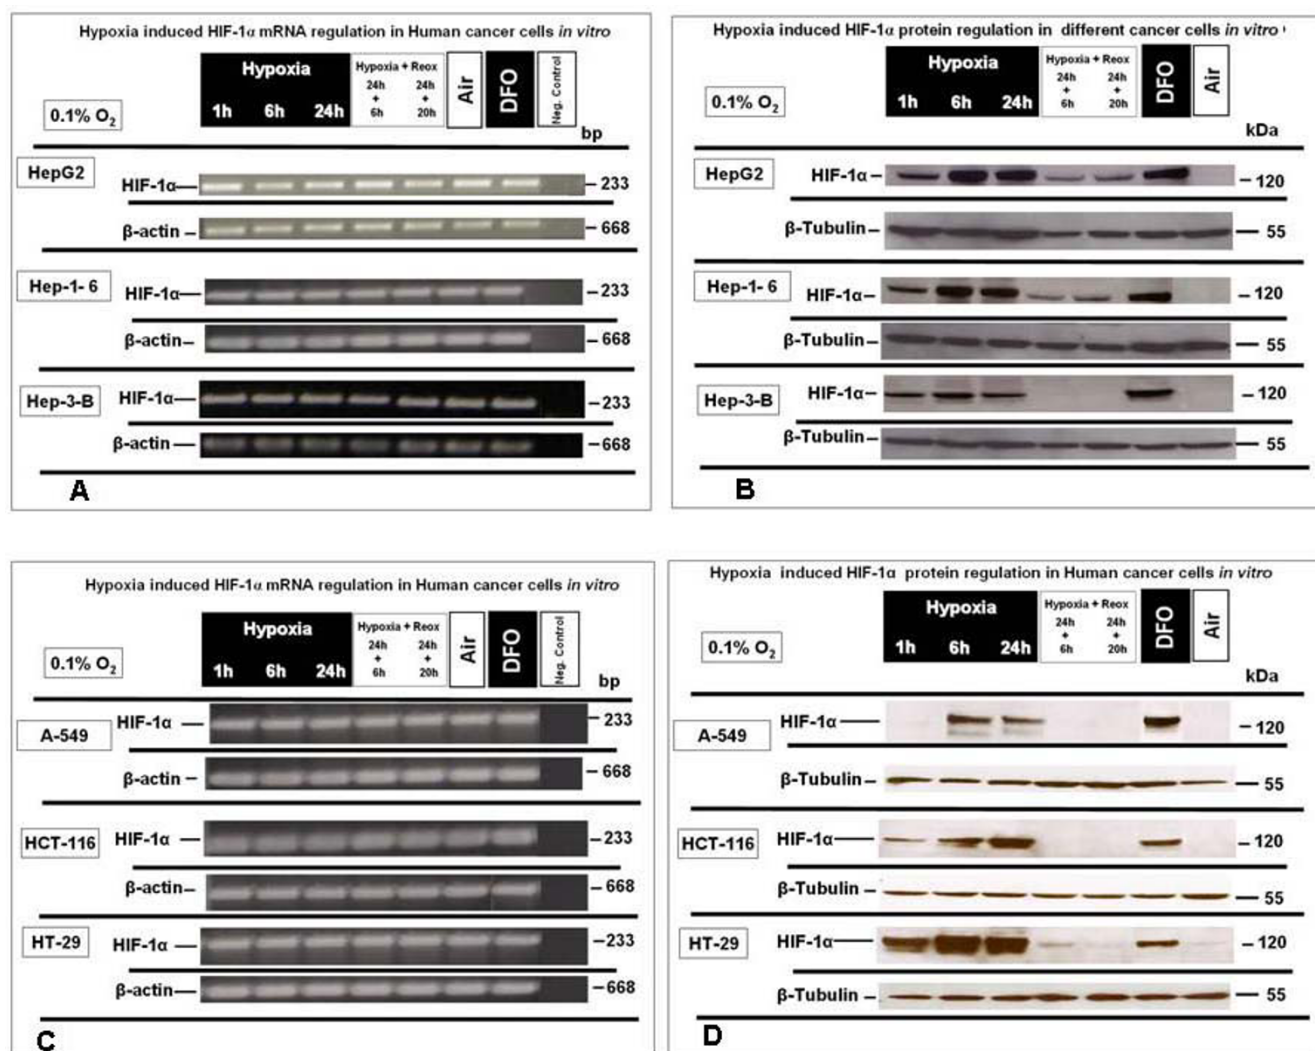 Hypoxia induced HIF-1α mRNA regulation in Human cancer cells in vitro
Hypoxia
Hypoxia + Reox
1h 6h 24h
24h + 6h
24h + 20h
Air
DFO
Neg. Control
0.1% O2
bp
HepG2
HIF-1α 233
β-actin 668
Hep-1- 6
HIF-1α 233
β-actin 668
Hep-3-B
HIF-1α 233
β-actin 668
A
Hypoxia induced HIF-1α protein regulation in different cancer cells in vitro
Hypoxia
Hypoxia + Reox
1h 6h 24h
24h + 6h
24h + 20h
DFO
Air
0.1% O2
kDa
HepG2
HIF-1α 120
β-Tubulin 55
Hep-1- 6
HIF-1α 120
β-Tubulin 55
Hep-3-B
HIF-1α 120
β-Tubulin 55
B
Hypoxia induced HIF-1α mRNA regulation in Human cancer cells in vitro
Hypoxia
Hypoxia + Reox
1h 6h 24h
24h + 6h
24h + 20h
Air
DFO
Neg. Control
0.1% O2
bp
A-549
HIF-1α 233
β-actin 668
HCT-116
HIF-1α 233
β-actin 668
HT-29
HIF-1α 233
β-actin 668
C
Hypoxia induced HIF-1α protein regulation in Human cancer cells in vitro
Hypoxia
Hypoxia + Reox
1h 6h 24h
24h + 6h
24h + 20h
DFO
Air
0.1% O2
kDa
A-549
HIF-1α 120
β-Tubulin 55
HCT-116
HIF-1α 120
β-Tubulin 55
HT-29
HIF-1α 120
β-Tubulin 55
D